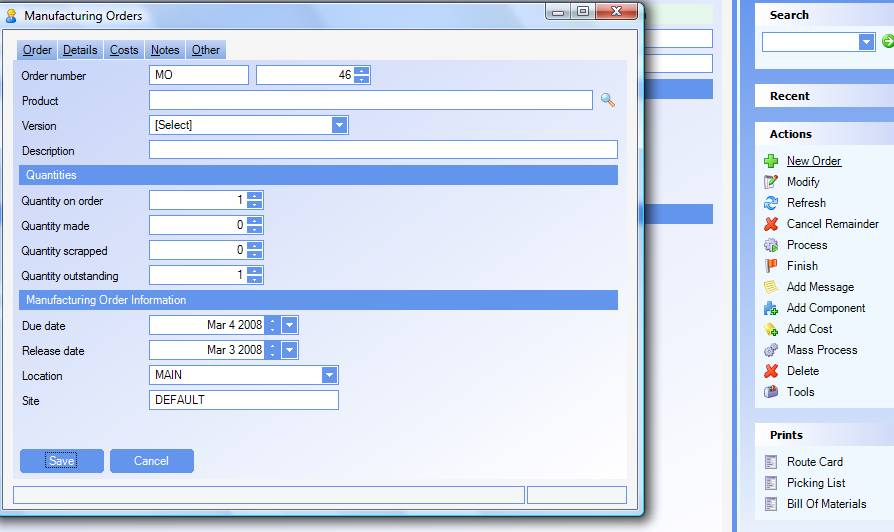 Manufacturing Orders
Order Details Costs Notes Other
Order number MO 46
Product
Version [Select]
Description
Quantities
Quantity on order 1
Quantity made 0
Quantity scrapped 0
Quantity outstanding 1
Manufacturing Order Information
Due date Mar 4 2008
Release date Mar 3 2008
Location MAIN
Site DEFAULT
Save Cancel
Search
Recent
Actions
New Order
Modify
Refresh
Cancel Remainder
Process
Finish
Add Message
Add Component
Add Cost
Mass Process
Delete
Tools
Prints
Route Card
Picking List
Bill Of Materials